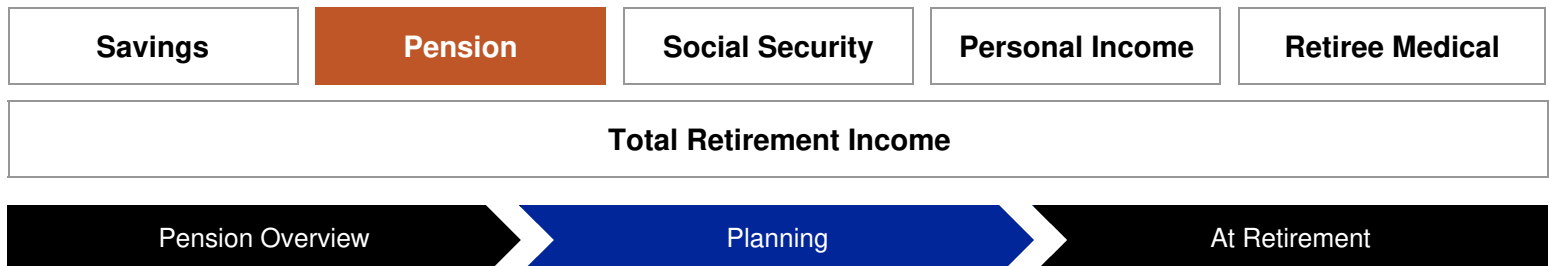 Savings
Pension
Social Security
Personal Income
Retiree Medical
Total Retirement Income
Pension Overview
Planning
At Retirement